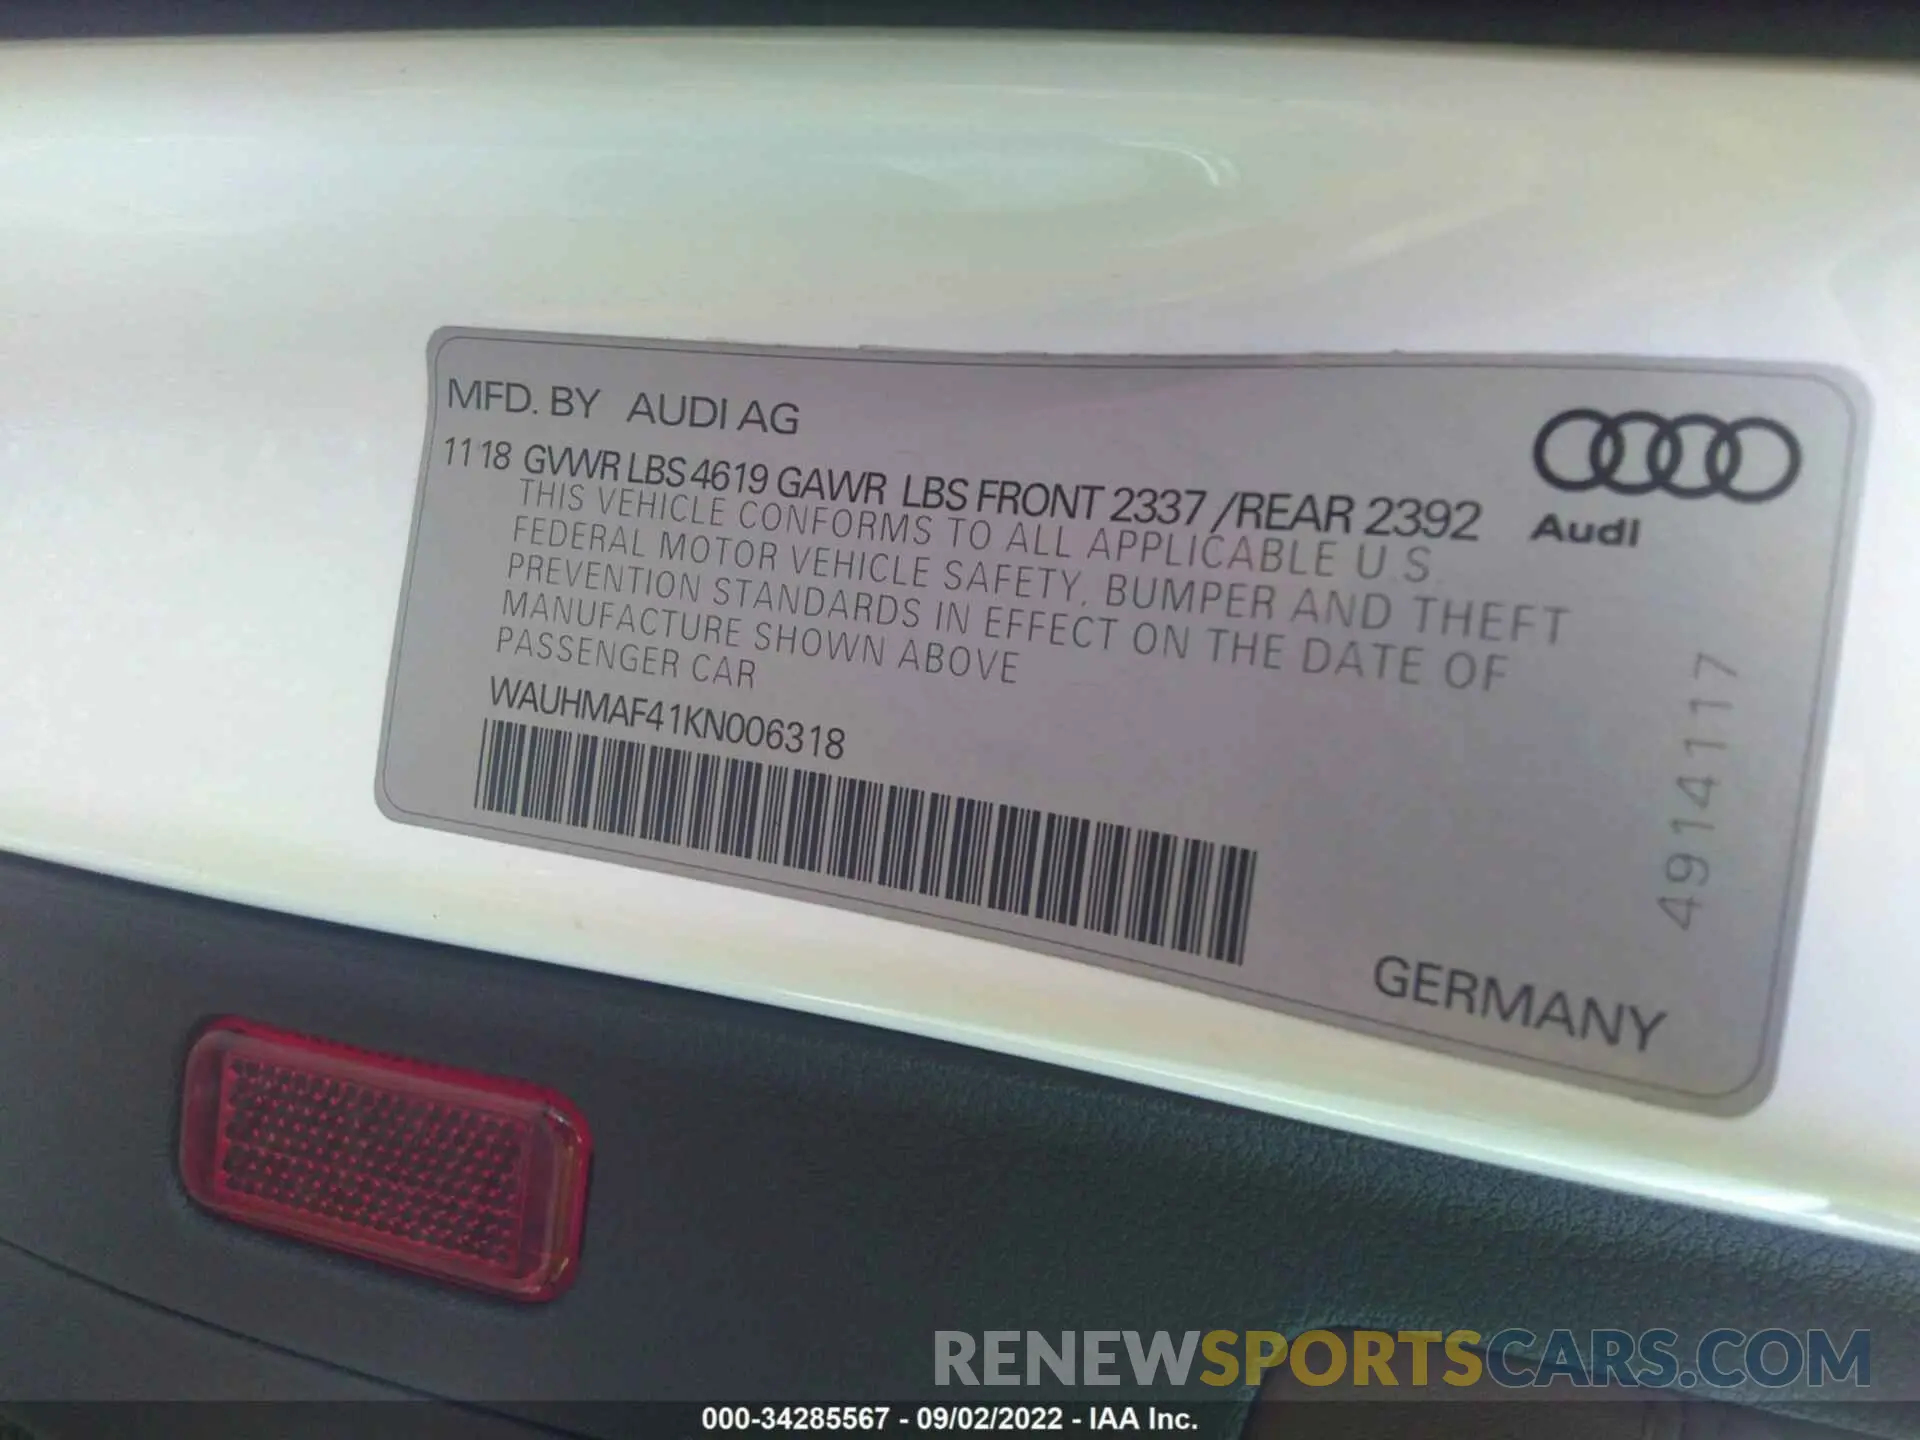 MFD. BY AUDI AG
1118 GVWR LBS 4619 GAWR LBS FRONT 2337 /REAR 2392
THIS VEHICLE CONFORMS TO ALL APPLICABLE U.S.
FEDERAL MOTOR VEHICLE SAFETY, BUMPER AND THEFT
PREVENTION STANDARDS IN EFFECT ON THE DATE OF
MANUFACTURE SHOWN ABOVE
PASSENGER CAR
WAUHMAF41KN006318
Audi
4914117
GERMANY
RENEWSPORTSCARS.COM
000-34285567 - 09/02/2022 - IAA Inc.